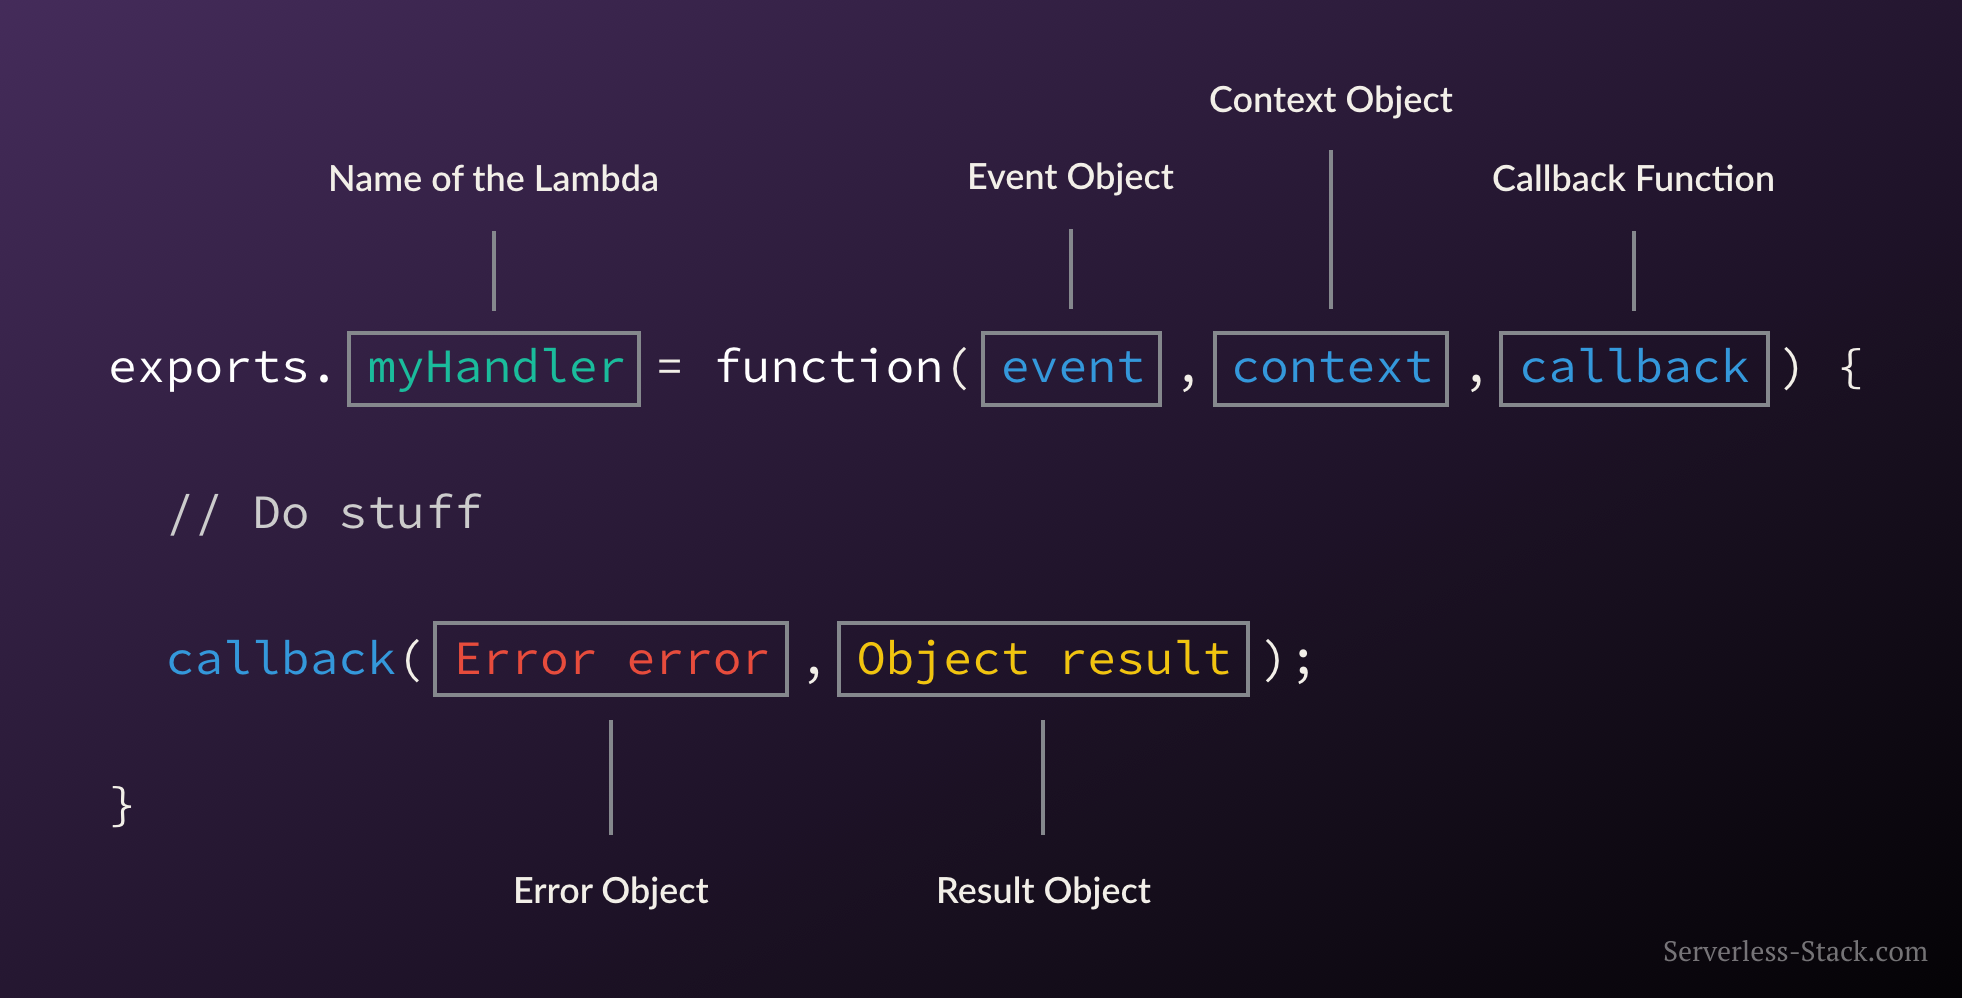 Context Object
Name of the Lambda
Event Object
Callback Function
exports. myHandler = function( event , context , callback ) {
// Do stuff
callback( Error error , Object result );
}
Error Object
Result Object
Serverless-Stack.com